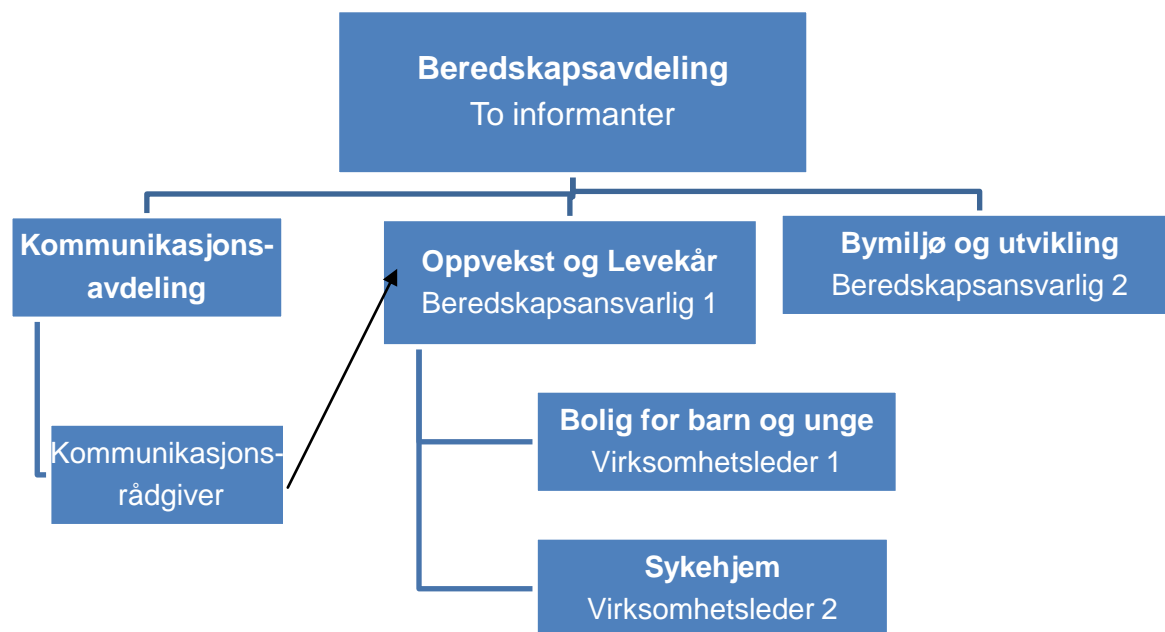 Beredskapsavdeling
To informanter
Kommunikasjons-
avdeling
Oppvekst og Levekår
Beredskapsansvarlig 1
Bymiljø og utvikling
Beredskapsansvarlig 2
Kommunikasjons-
rådgiver
Bolig for barn og unge
Virksomhetsleder 1
Sykehjem
Virksomhetsleder 2